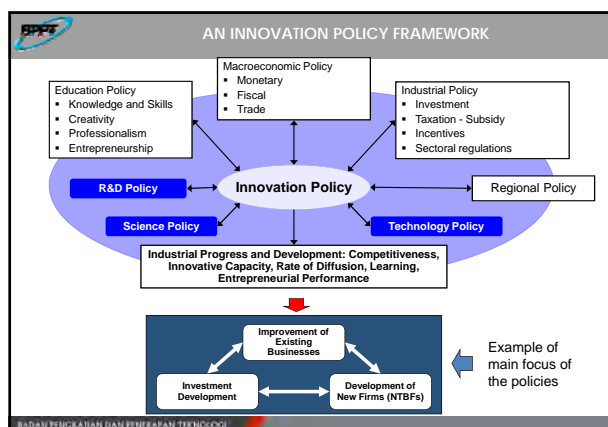 BPPT
AN INNOVATION POLICY FRAMEWORK
Macroeconomic Policy
▪ Monetary
▪ Fiscal
▪ Trade
Education Policy
▪ Knowledge and Skills
▪ Creativity
▪ Professionalism
▪ Entrepreneurship
Industrial Policy
▪ Investment
▪ Taxation - Subsidy
▪ Incentives
▪ Sectoral regulations
R&D Policy
Innovation Policy
Regional Policy
Science Policy
Technology Policy
Industrial Progress and Development: Competitiveness,
Innovative Capacity, Rate of Diffusion, Learning,
Entrepreneurial Performance
Improvement of
Existing
Businesses
Investment
Development
Development of
New Firms (NTBFs)
Example of
main focus of
the policies
BADAN PENGKAJIAN DAN PENERAPAN TEKNOLOGI